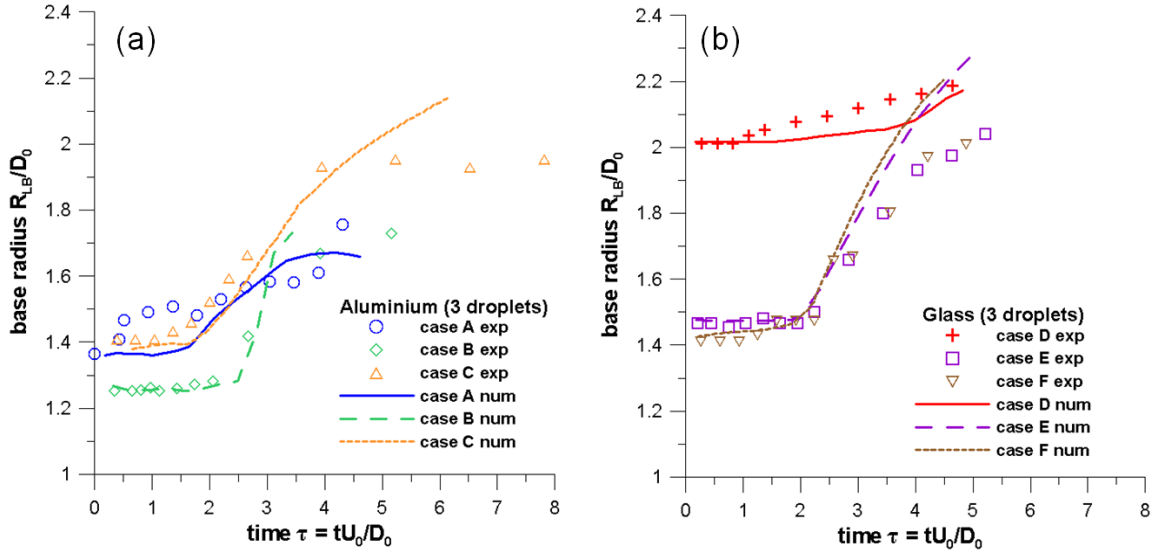 (a)
base radius R_LB/D_0
2.4
2.2
2
1.8
1.6
1.4
1.2
1
0 1 2 3 4 5 6 7 8
time τ = tU_0/D_0
Aluminium (3 droplets)
case A exp
case B exp
case C exp
case A num
case B num
case C num
(b)
base radius R_LB/D_0
2.4
2.2
2
1.8
1.6
1.4
1.2
1
0 1 2 3 4 5 6 7 8
time τ = tU_0/D_0
Glass (3 droplets)
case D exp
case E exp
case F exp
case D num
case E num
case F num